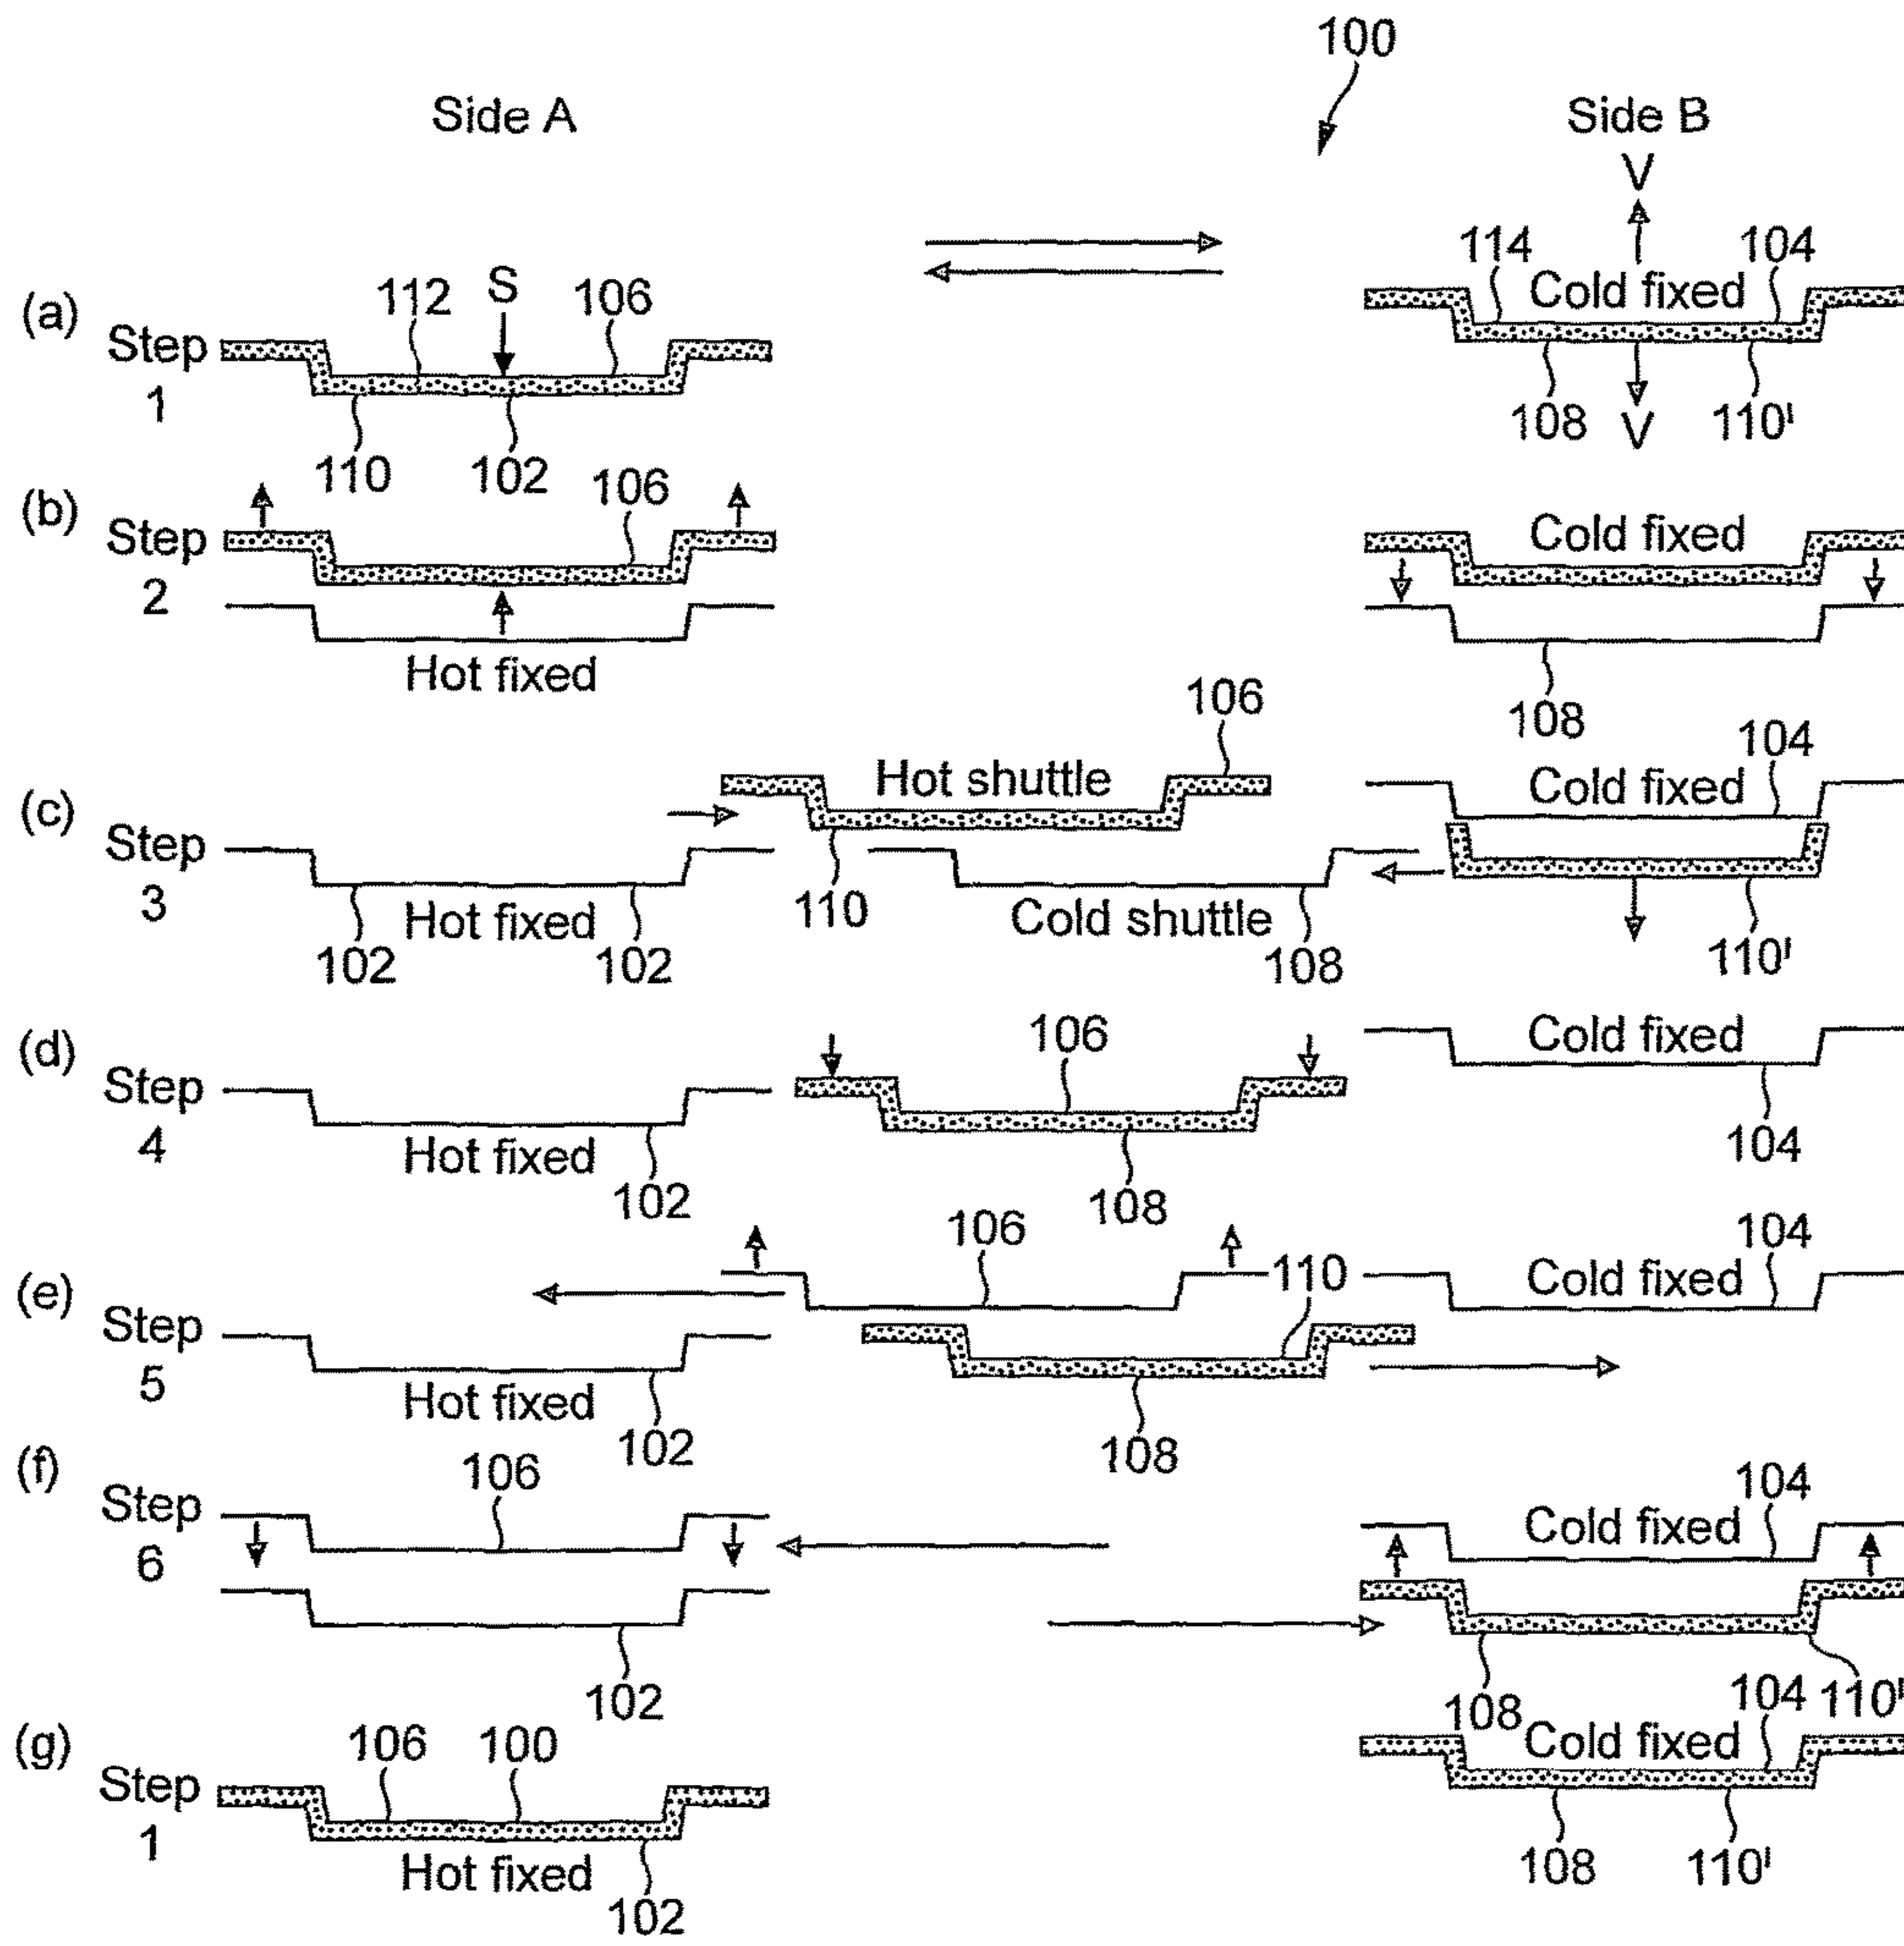 100
Side A
Side B
V
(a)
Step
1
112
S
106
114
104
Cold fixed
110
102
108
V
110'
(b)
Step
2
106
Cold fixed
Hot fixed
108
106
104
(c)
Step
3
Hot shuttle
Cold fixed
Hot fixed
110
Cold shuttle
102
102
108
110'
(d)
Step
4
106
Cold fixed
Hot fixed
102
108
104
(e)
Step
5
106
110
104
Cold fixed
Hot fixed
102
108
(f)
Step
6
106
104
Cold fixed
102
108
110'
(g)
Step
1
106
100
104
Cold fixed
Hot fixed
102
108
110'